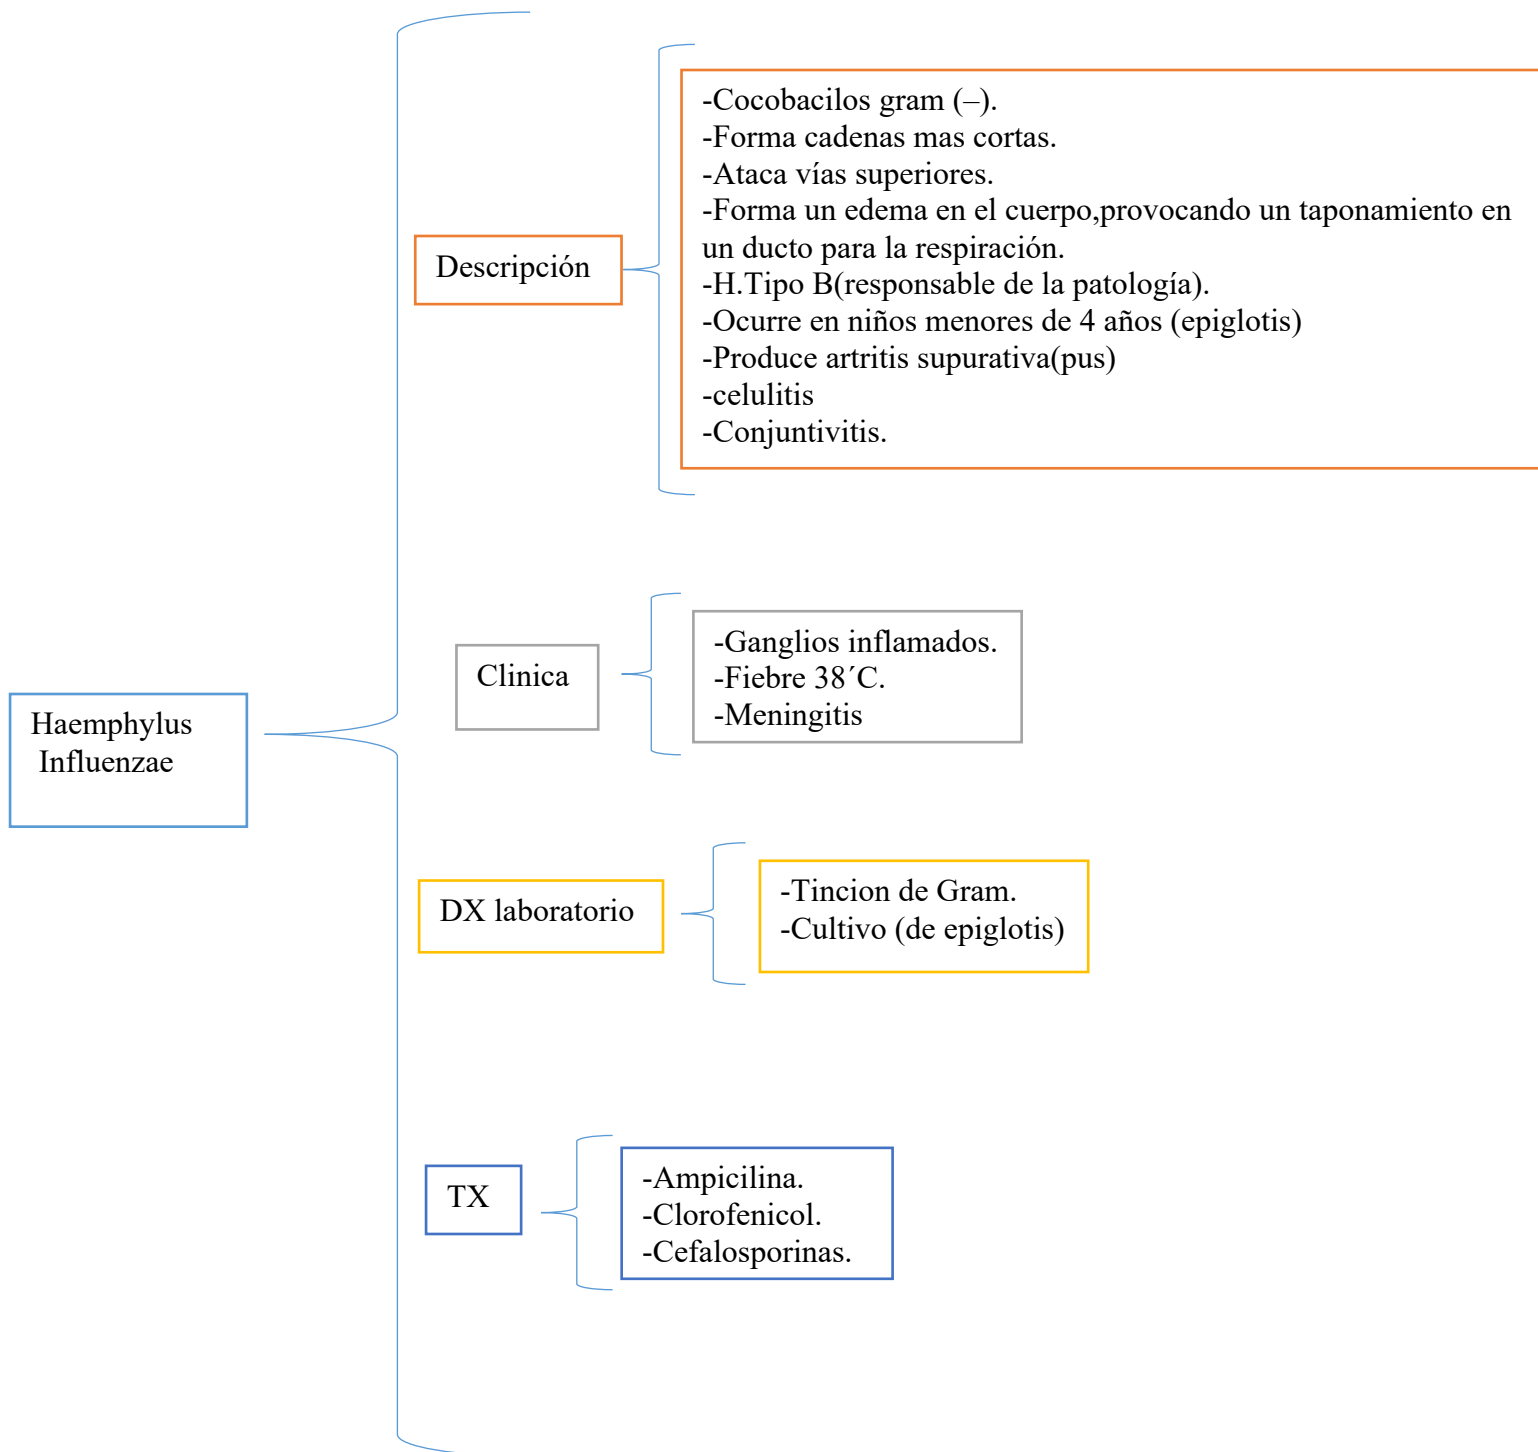 Haemphylus
Influenzae
Descripción
-Cocobacilos gram (–).
-Forma cadenas mas cortas.
-Ataca vías superiores.
-Forma un edema en el cuerpo,provocando un taponamiento en
un ducto para la respiración.
-H.Tipo B(responsable de la patología).
-Ocurre en niños menores de 4 años (epiglotis)
-Produce artritis supurativa(pus)
-celulitis
-Conjuntivitis.
Clinica
-Ganglios inflamados.
-Fiebre 38´C.
-Meningitis
DX laboratorio
-Tincion de Gram.
-Cultivo (de epiglotis)
TX
-Ampicilina.
-Clorofenicol.
-Cefalosporinas.